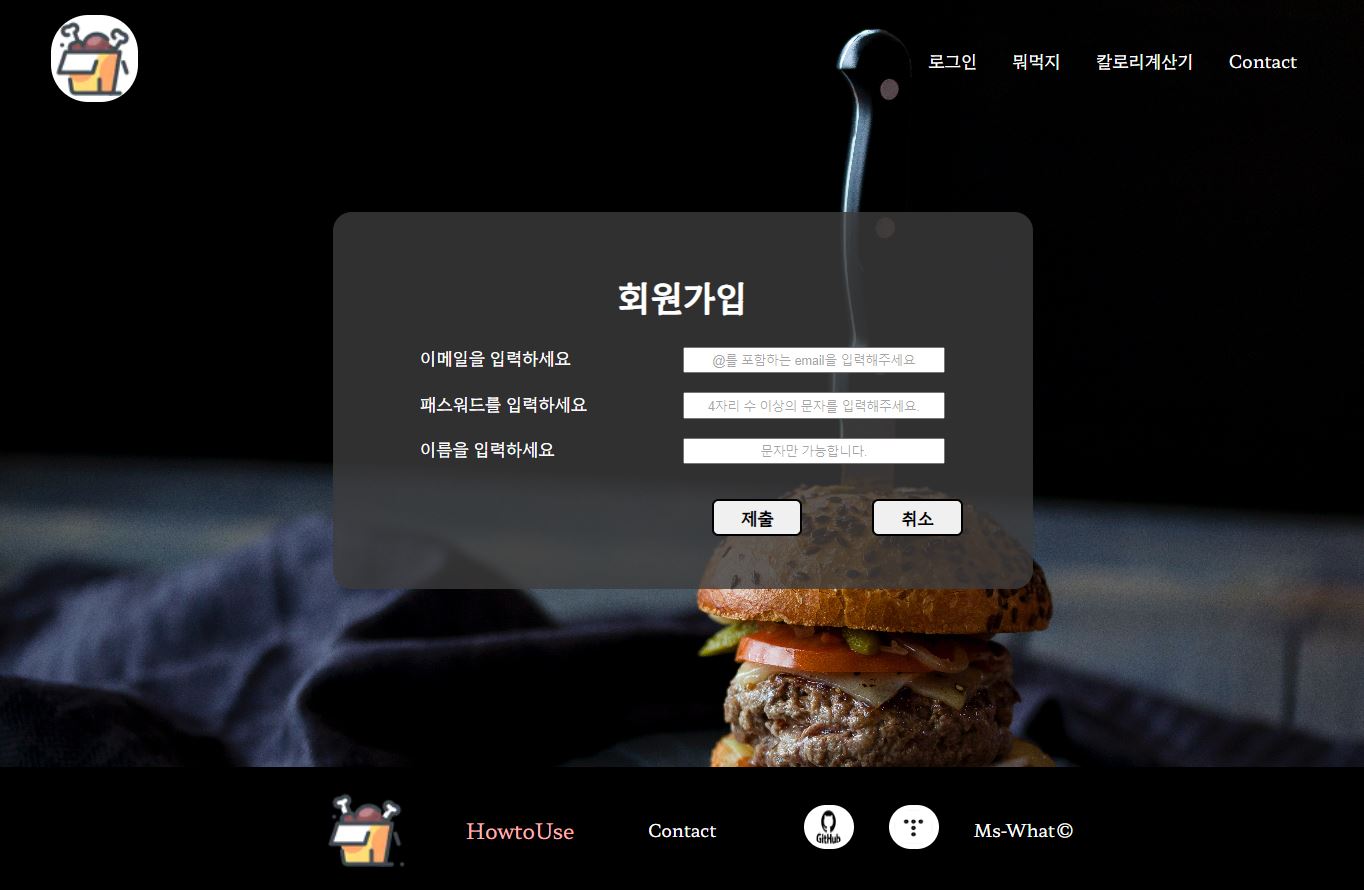 로그인 뭐먹지 칼로리계산기 Contact
회원가입
이메일을 입력하세요 @를 포함하는 email을 입력해주세요
패스워드를 입력하세요 4자리 수 이상의 문자를 입력해주세요.
이름을 입력하세요 문자만 가능합니다.
제출 취소
HowtoUse Contact GitHub Ms-What©